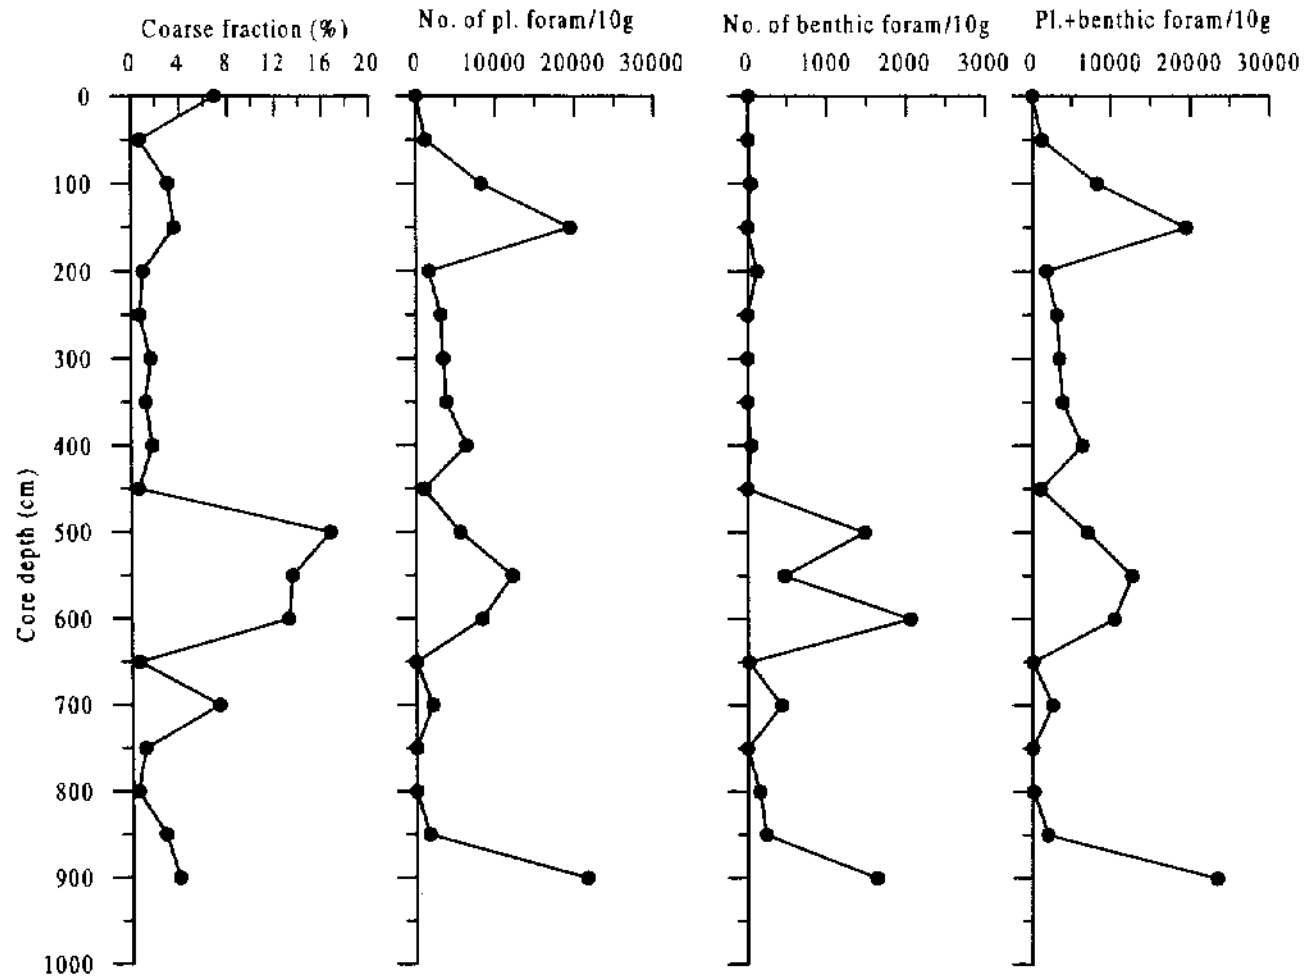 Coarse fraction (%)
No. of pl. foram/10g
No. of benthic foram/10g
Pl.+benthic foram/10g
0 4 8 12 16 20
0 10000 20000 30000
0 1000 2000 3000
0 10000 20000 30000
0
100
200
300
400
500
600
700
800
900
1000
Core depth (cm)